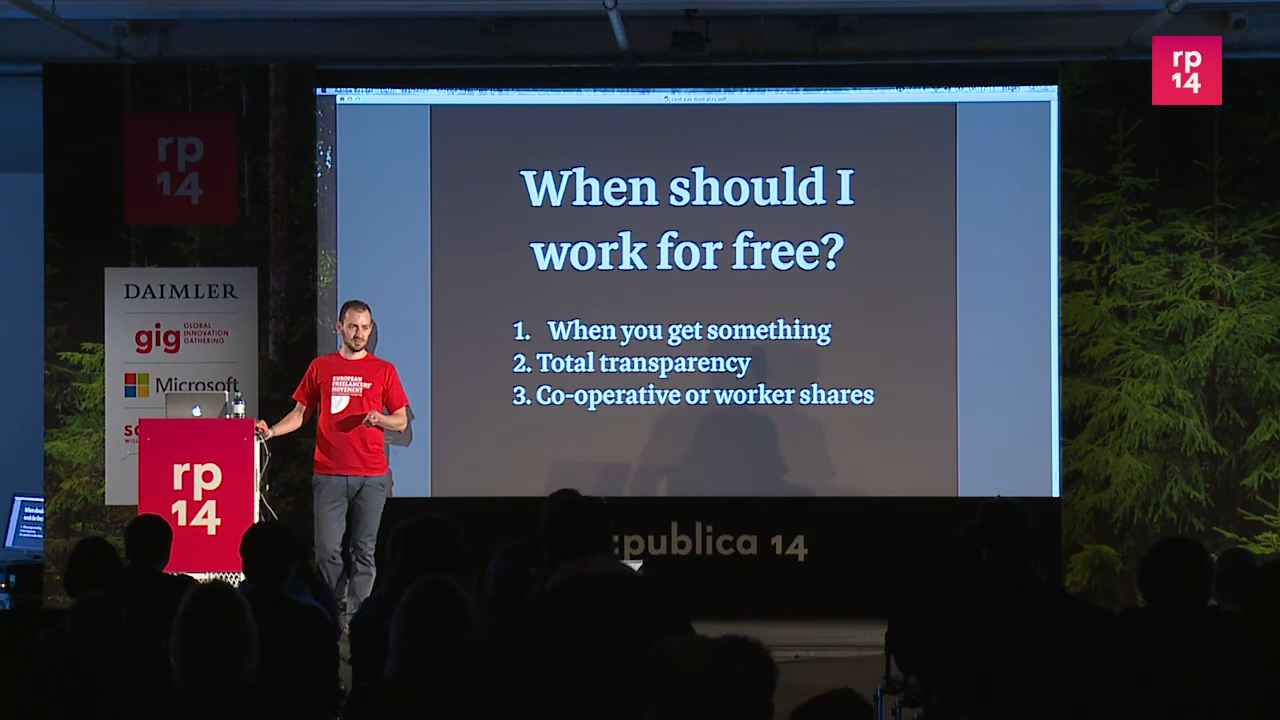 rp
14
rp
14
When should I
work for free?
1. When you get something
2. Total transparency
3. Co-operative or worker shares
DAIMLER
gig GLOBAL
INNOVATION
GATHERING
Microsoft
EUROPEAN
FREELANCERS'
MOVEMENT
rp
14
:publica 14